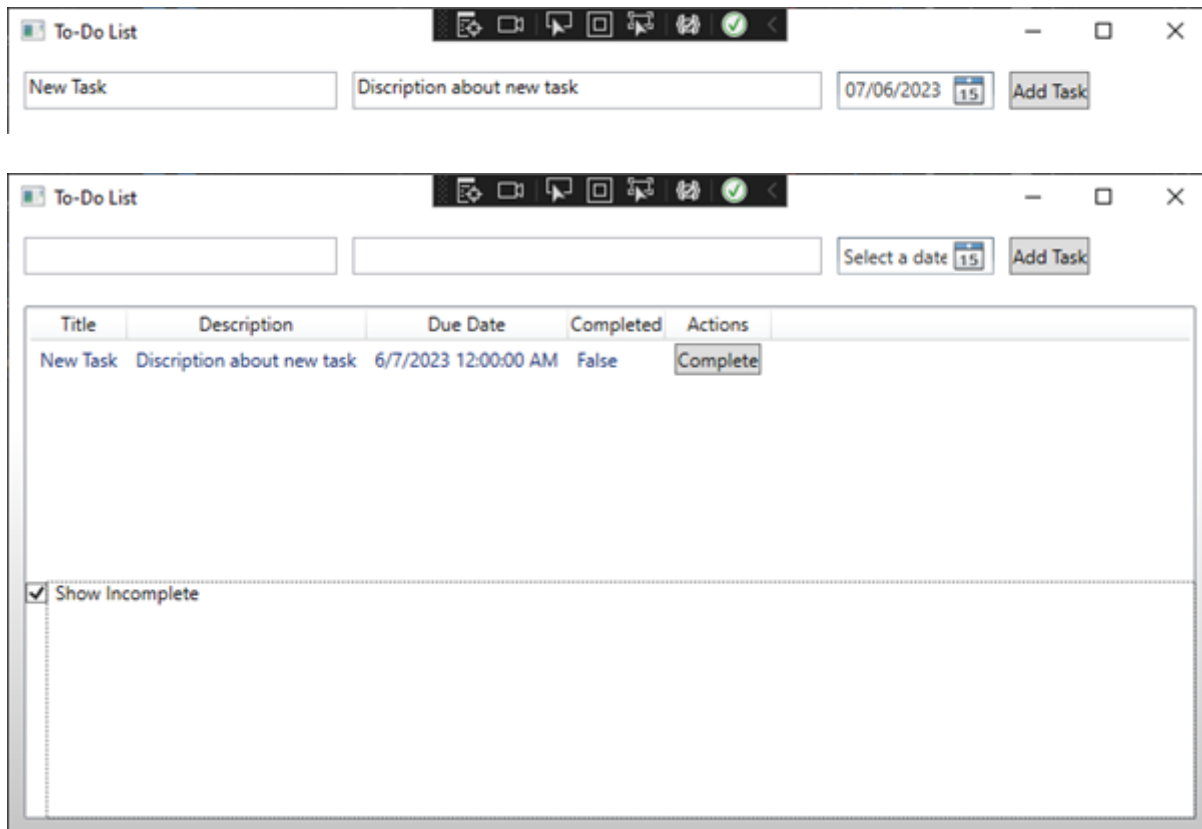 To-Do List
New Task Discription about new task 07/06/2023 15 Add Task
To-Do List
Select a date 15 Add Task
Title Description Due Date Completed Actions
New Task Discription about new task 6/7/2023 12:00:00 AM False Complete
Show Incomplete